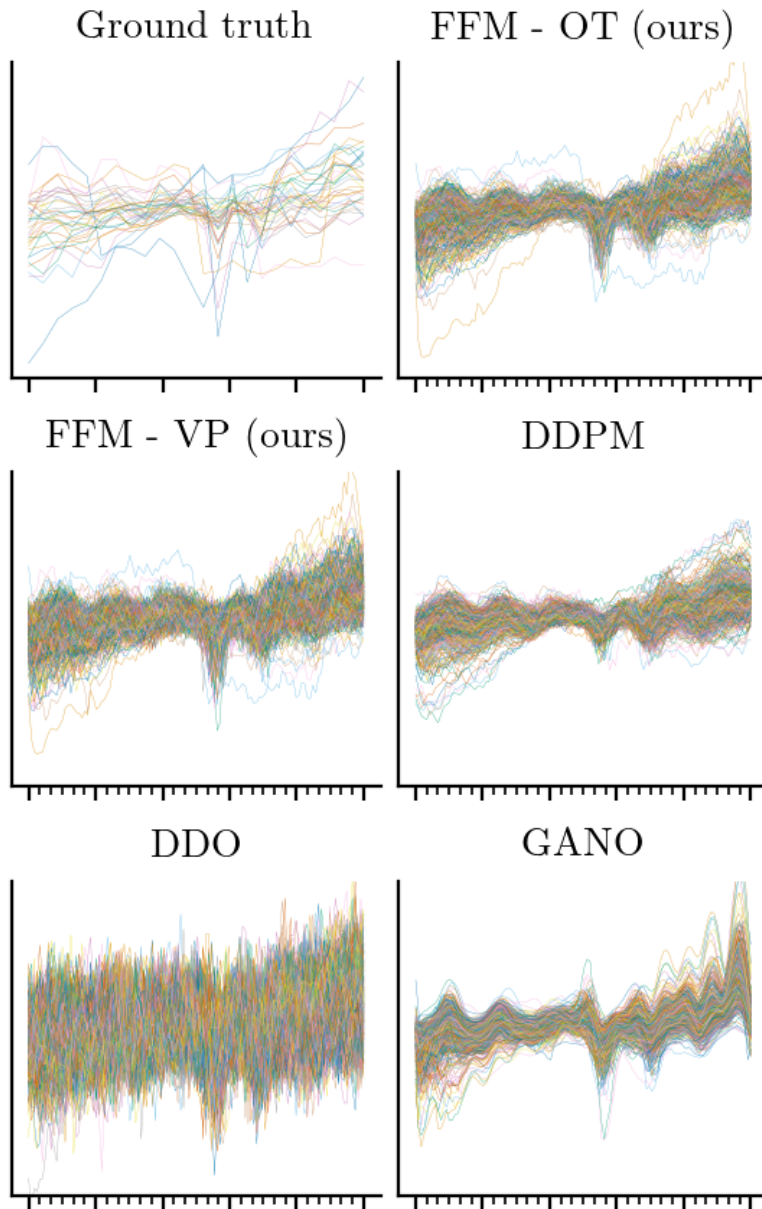 Ground truth
FFM - OT (ours)
FFM - VP (ours)
DDPM
DDO
GANO